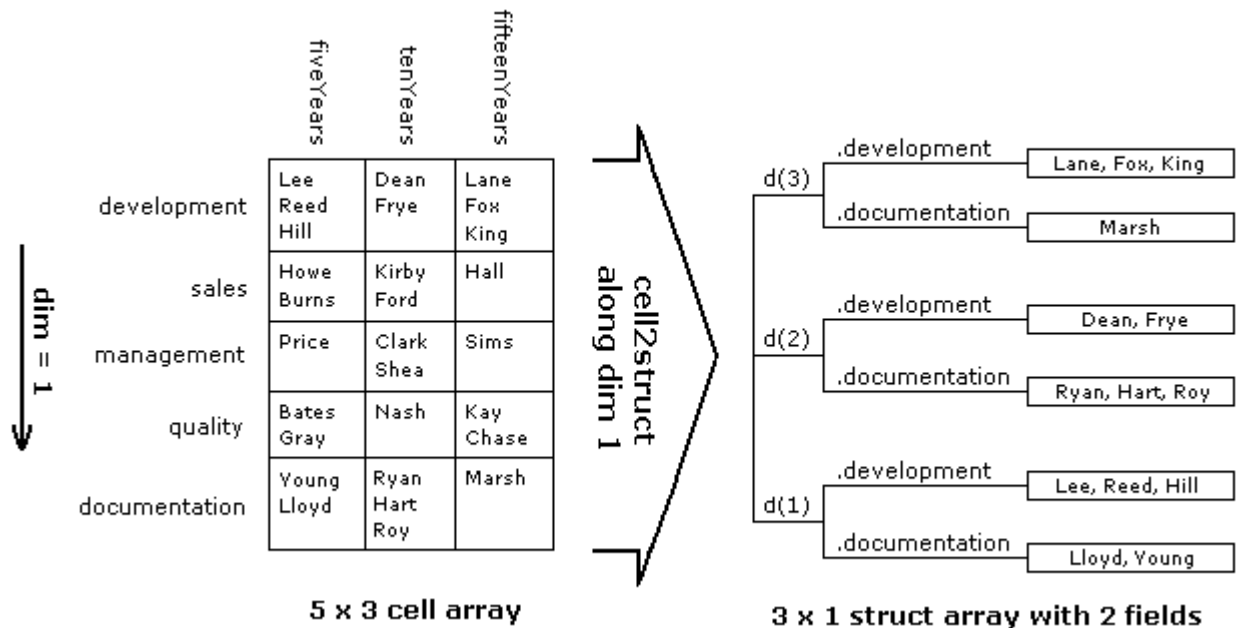 fiveYears
tenYears
fifteenYears
development
Lee
Reed
Hill
Dean
Frye
Lane
Fox
King
sales
Howe
Burns
Kirby
Ford
Hall
management
Price
Clark
Shea
Sims
quality
Bates
Gray
Nash
Kay
Chase
documentation
Young
Lloyd
Ryan
Hart
Roy
Marsh
dim = 1
5 x 3 cell array
cell2struct
along dim 1
d(3)
.development
Lane, Fox, King
.documentation
Marsh
d(2)
.development
Dean, Frye
.documentation
Ryan, Hart, Roy
d(1)
.development
Lee, Reed, Hill
.documentation
Lloyd, Young
3 x 1 struct array with 2 fields